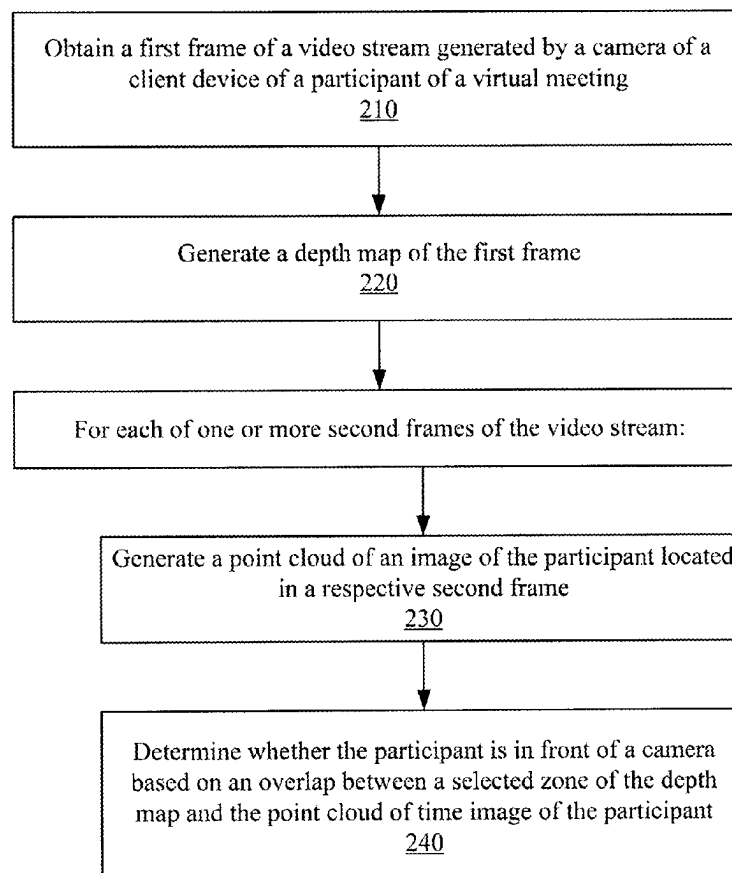 Obtain a first frame of a video stream generated by a camera of a
client device of a participant of a virtual meeting
210
Generate a depth map of the first frame
220
For each of one or more second frames of the video stream:
Generate a point cloud of an image of the participant located
in a respective second frame
230
Determine whether the participant is in front of a camera
based on an overlap between a selected zone of the depth
map and the point cloud of time image of the participant
240